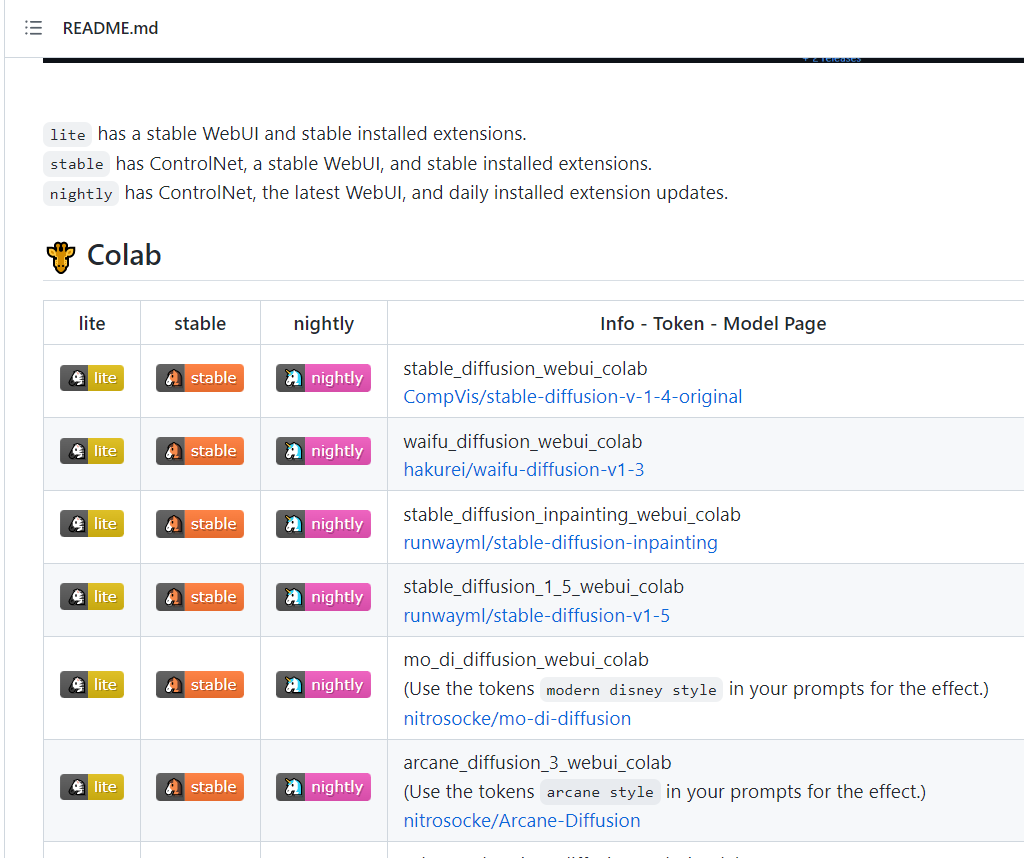 README.md
+ 2 releases
lite has a stable WebUI and stable installed extensions.
stable has ControlNet, a stable WebUI, and stable installed extensions.
nightly has ControlNet, the latest WebUI, and daily installed extension updates.
Colab
lite stable nightly Info - Token - Model Page
lite stable nightly stable_diffusion_webui_colab
CompVis/stable-diffusion-v-1-4-original
lite stable nightly waifu_diffusion_webui_colab
hakurei/waifu-diffusion-v1-3
lite stable nightly stable_diffusion_inpainting_webui_colab
runwayml/stable-diffusion-inpainting
lite stable nightly stable_diffusion_1_5_webui_colab
runwayml/stable-diffusion-v1-5
lite stable nightly mo_di_diffusion_webui_colab
(Use the tokens modern disney style in your prompts for the effect.)
nitrosocke/mo-di-diffusion
lite stable nightly arcane_diffusion_3_webui_colab
(Use the tokens arcane style in your prompts for the effect.)
nitrosocke/Arcane-Diffusion